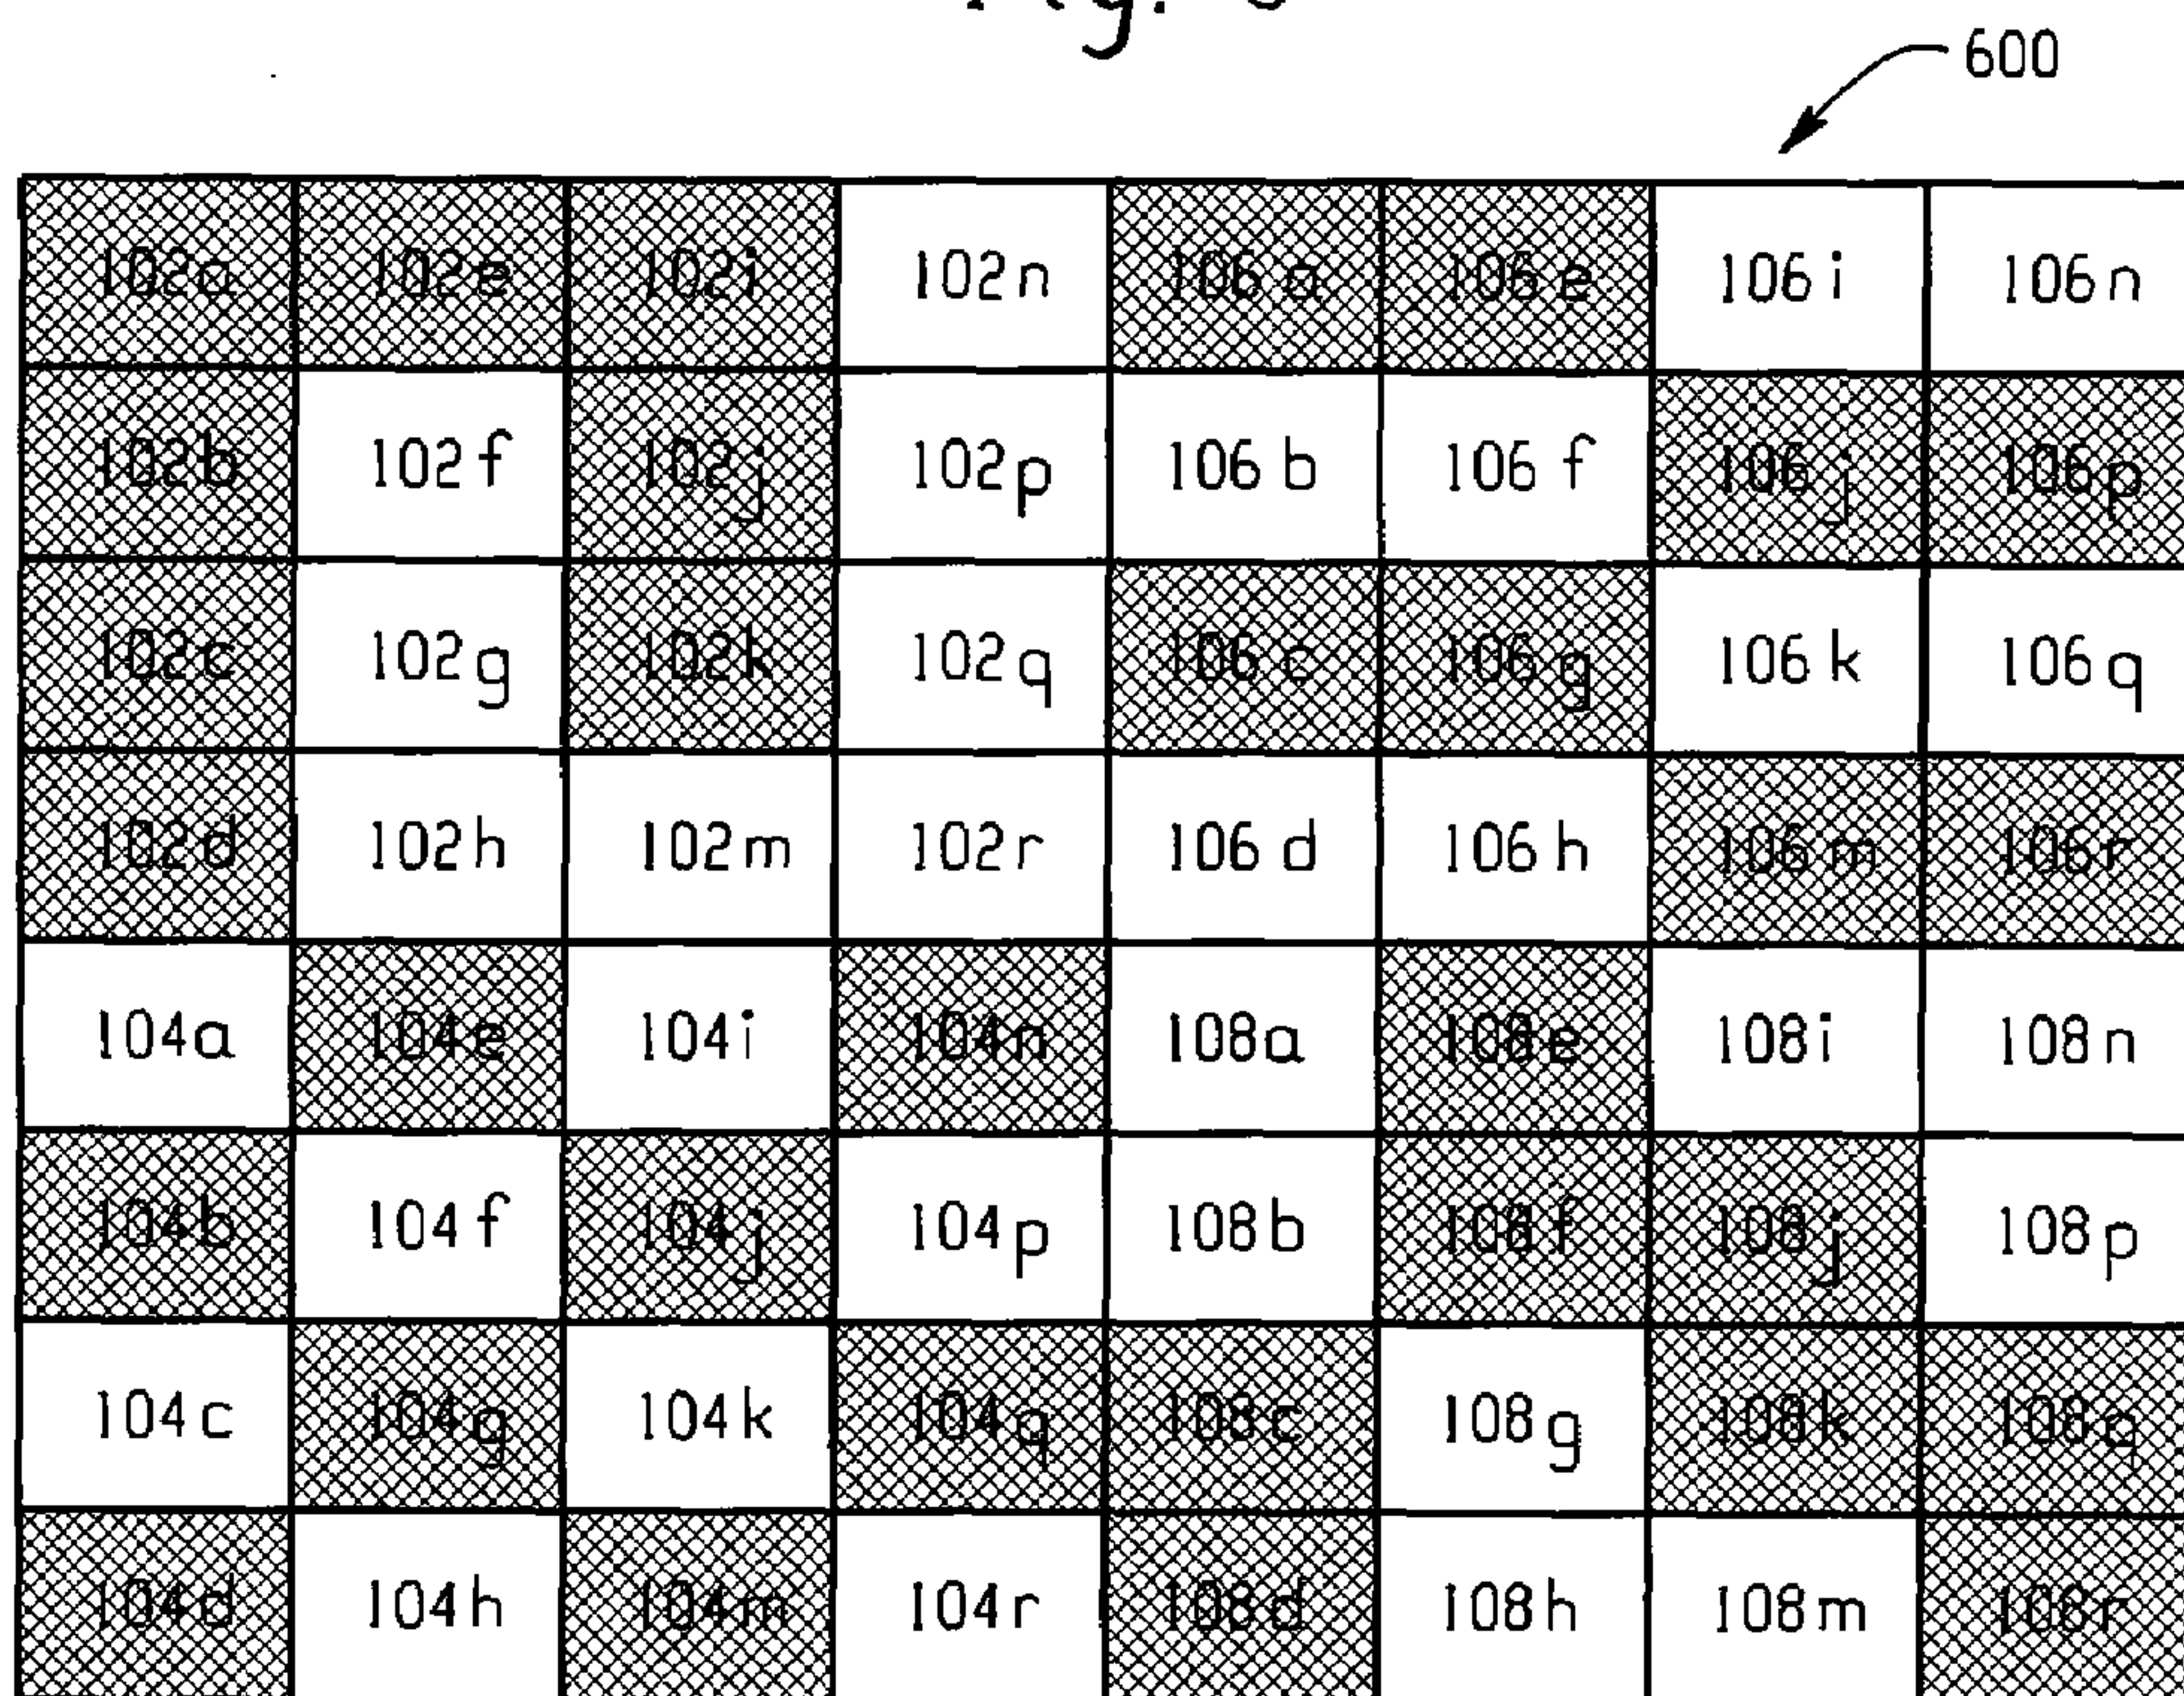 600
102a 102e 102i 102n 106a 106e 106i 106n
102b 102f 102j 102p 106b 106f 106j 106p
102c 102g 102k 102q 106c 106g 106k 106q
102d 102h 102m 102r 106d 106h 106m 106r
104a 104e 104i 104n 108a 108e 108i 108n
104b 104f 104j 104p 108b 108f 108j 108p
104c 104g 104k 104q 108c 108g 108k 108q
104d 104h 104m 104r 108d 108h 108m 108r